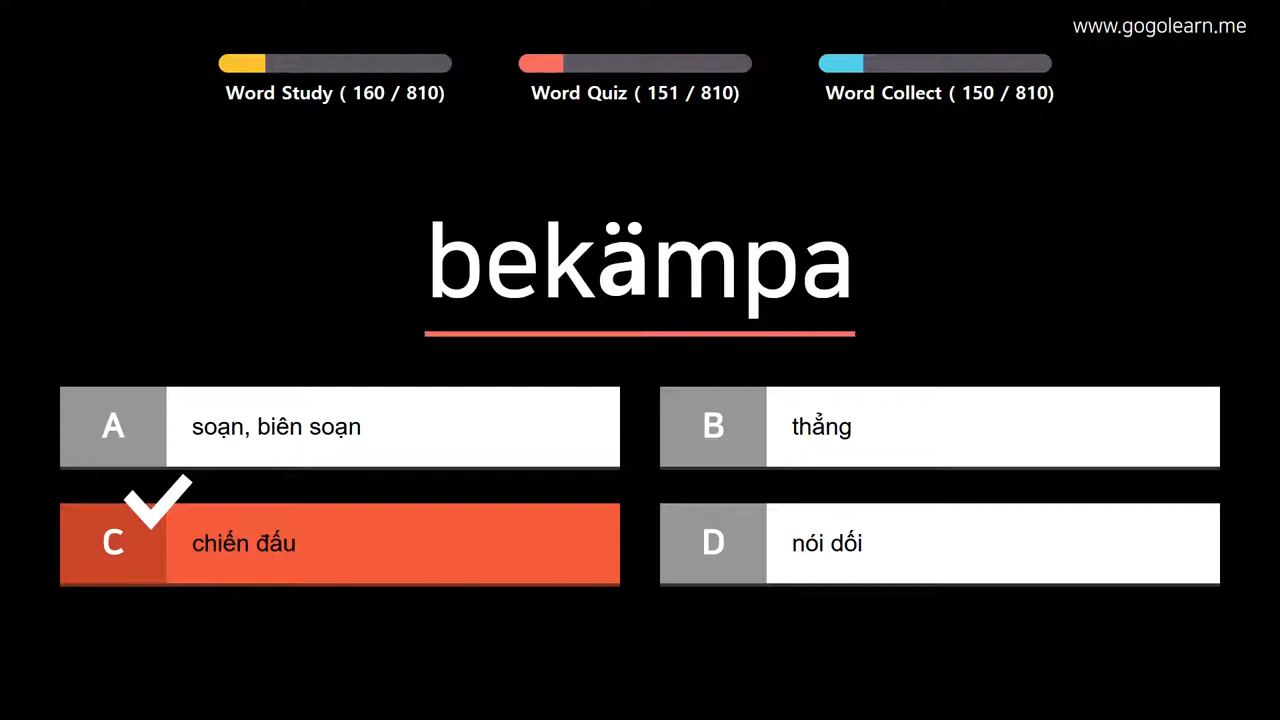 www.gogolearn.me
Word Study ( 160 / 810)
Word Quiz ( 151 / 810)
Word Collect ( 150 / 810)
bekämpa
A
soạn, biên soạn
B
thẳng
C
chiến đấu
D
nói dối